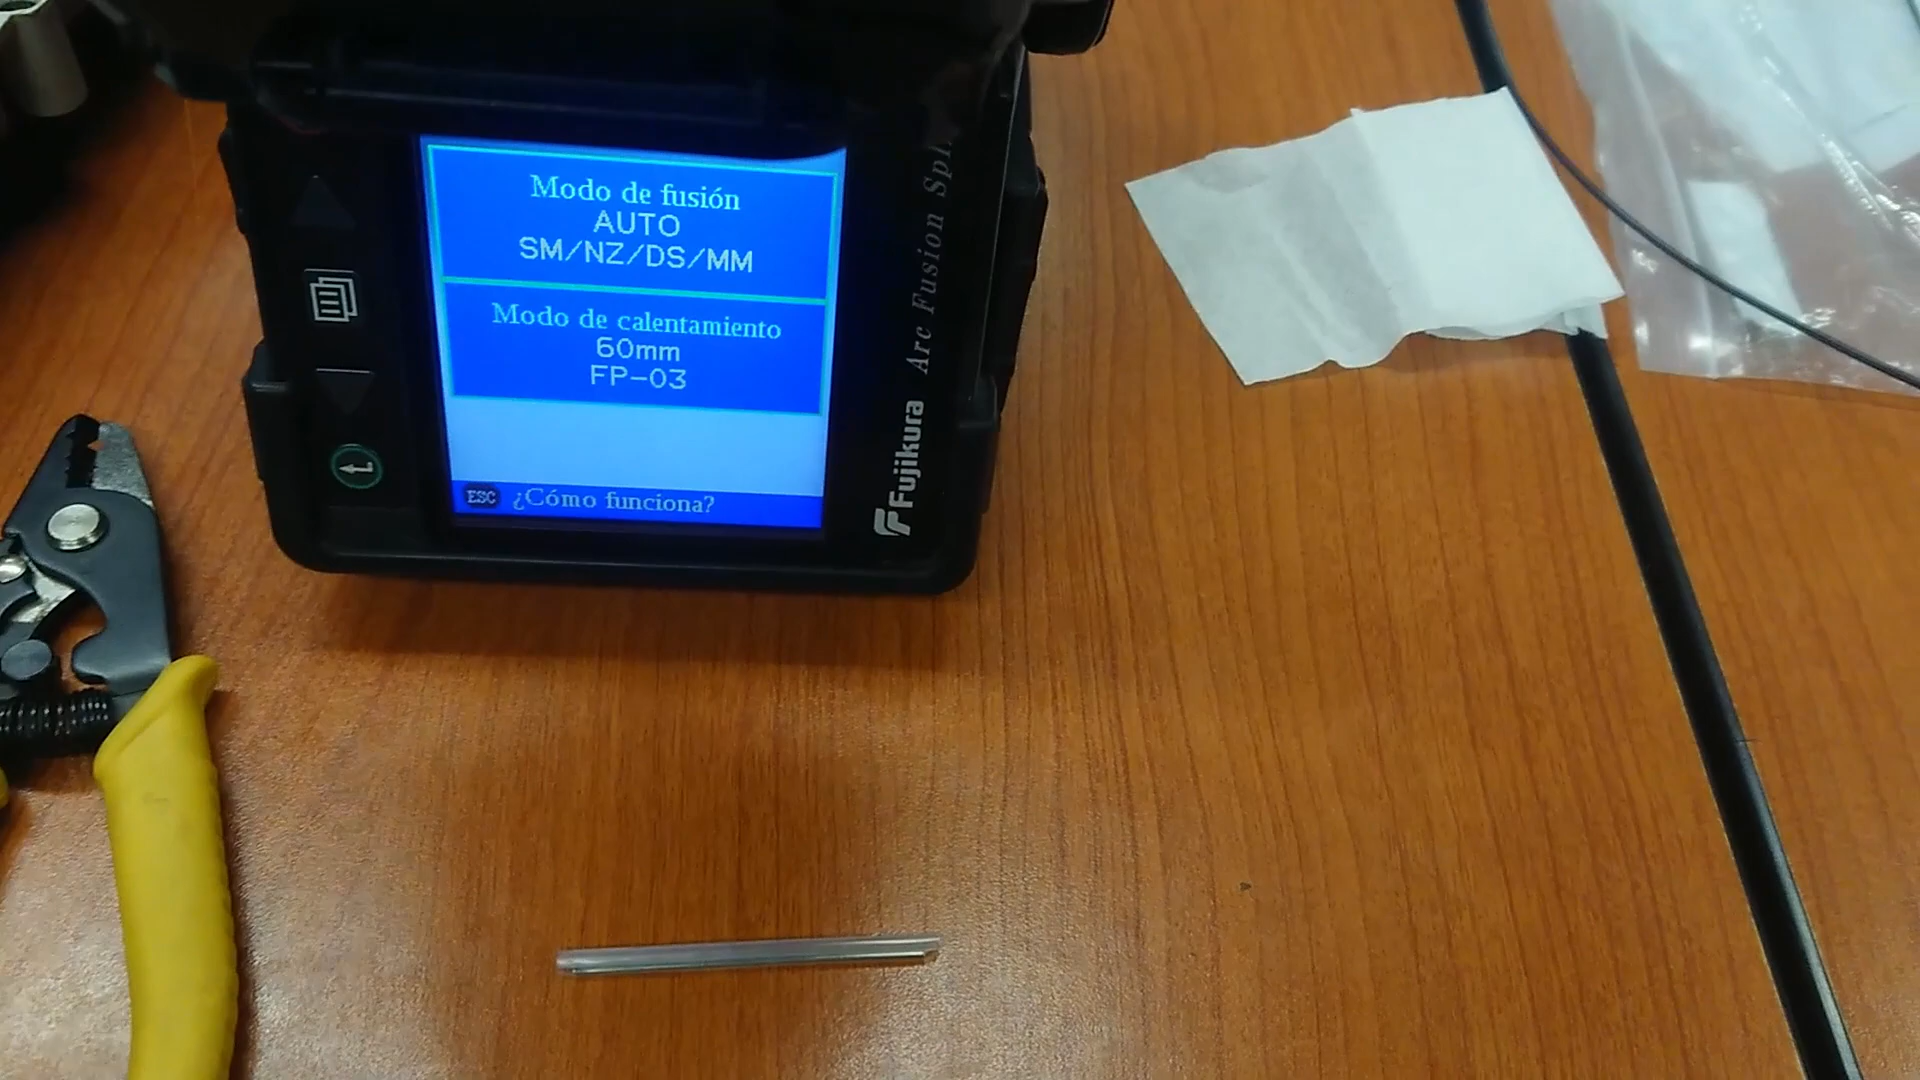 Modo de fusión
AUTO
SM/NZ/DS/MM
Modo de calentamiento
60mm
FP-03
ESC ¿Cómo funciona?
Fujikura Arc Fusion